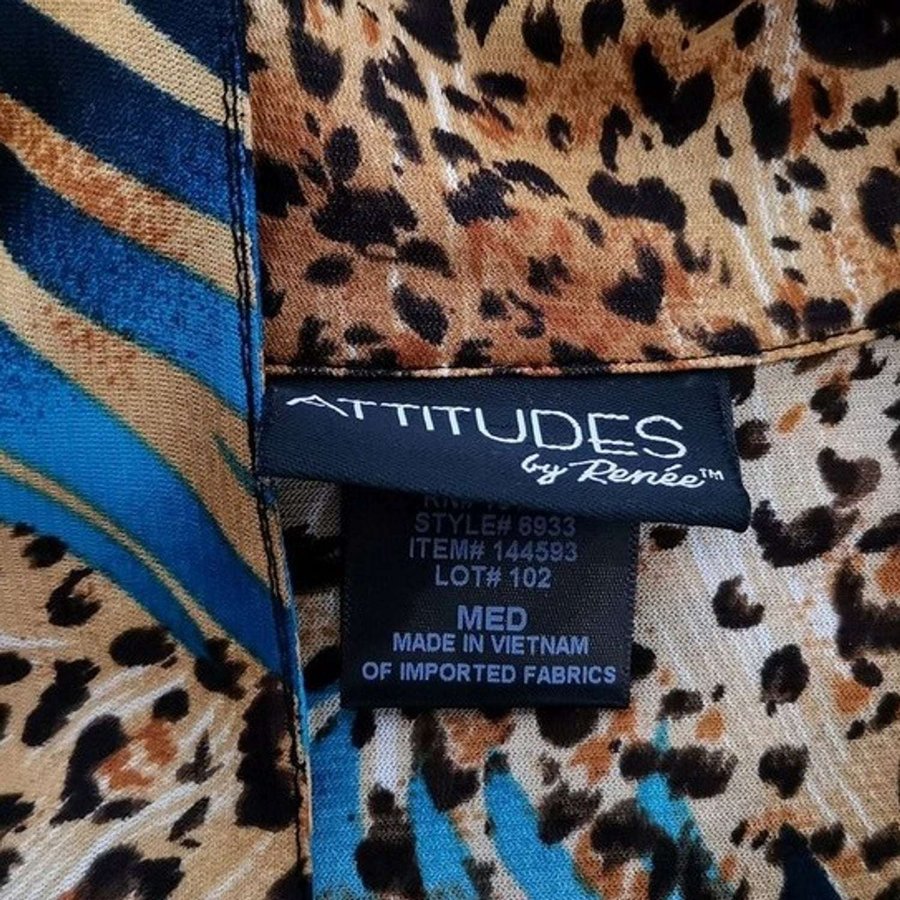 ATTITUDES
by Renée™
STYLE# 6933
ITEM# 144593
LOT# 102
MED
MADE IN VIETNAM
OF IMPORTED FABRICS